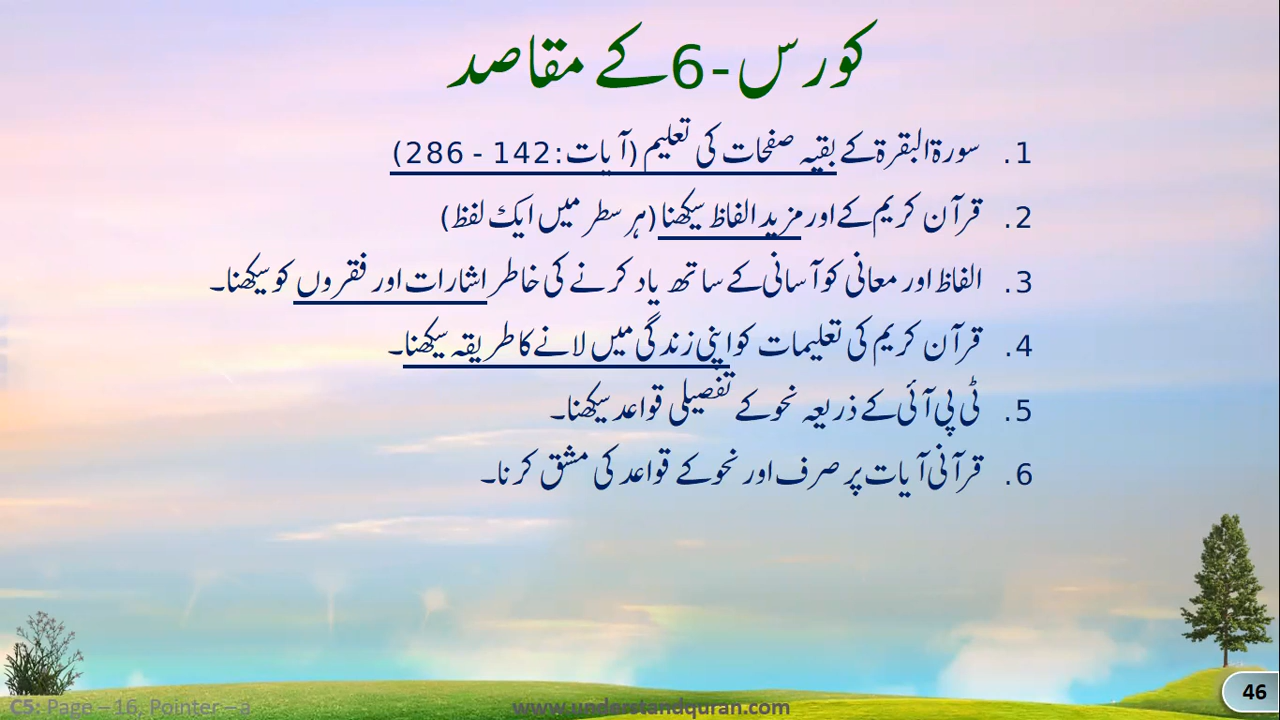 کورس-6 کے مقاصد
1. سورۃ البقرۃ کے بقیہ صفحات کی تعلیم (آیات: 142 - 286)
2. قرآن کریم کے اور مزید الفاظ سیکھنا (ہر سطر میں ایک لفظ)
3. الفاظ اور معانی کو آسانی کے ساتھ یاد کرنے کی خاطر اشارات اور فقروں کو سیکھنا۔
4. قرآن کریم کی تعلیمات کو اپنی زندگی میں لانے کا طریقہ سیکھنا۔
5. ٹی پی آئی کے ذریعہ نحو کے تفصیلی قواعد سیکھنا۔
6. قرآنی آیات پر صرف اور نحو کے قواعد کی مشق کرنا۔
C5: Page –16, Pointer –a
www.understandquran.com
46